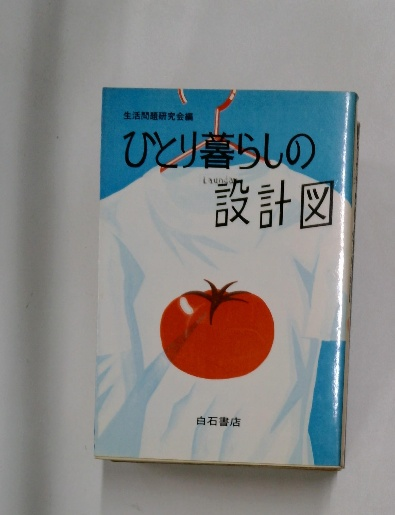 生活問題研究会編
ひとり暮らしの
設計図
白石書店